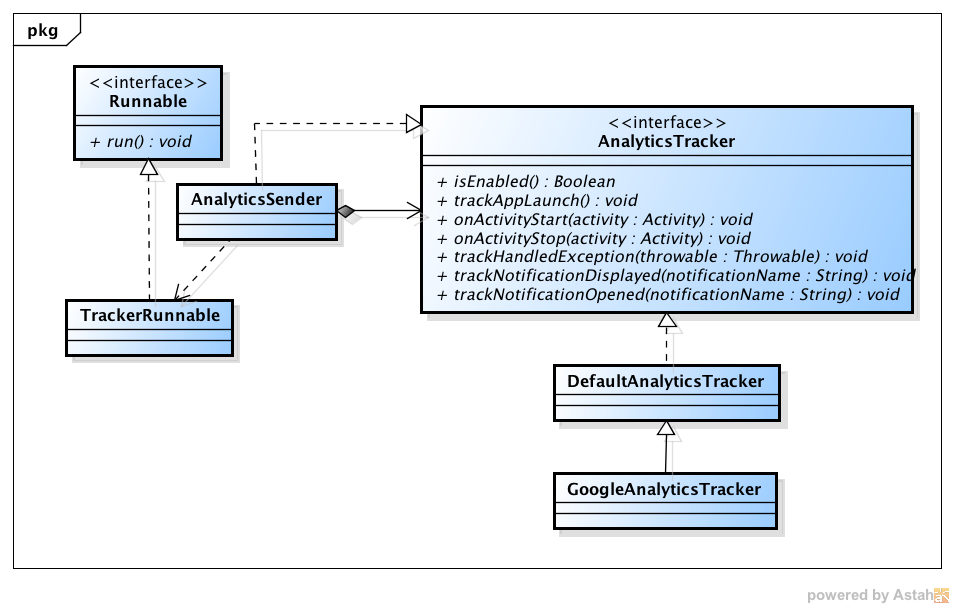 pkg
<<interface>>
Runnable
+ run() : void
<<interface>>
AnalyticsTracker
+ isEnabled() : Boolean
+ trackAppLaunch() : void
+ onActivityStart(activity : Activity) : void
+ onActivityStop(activity : Activity) : void
+ trackHandledException(throwable : Throwable) : void
+ trackNotificationDisplayed(notificationName : String) : void
+ trackNotificationOpened(notificationName : String) : void
AnalyticsSender
TrackerRunnable
DefaultAnalyticsTracker
GoogleAnalyticsTracker
powered by Astah